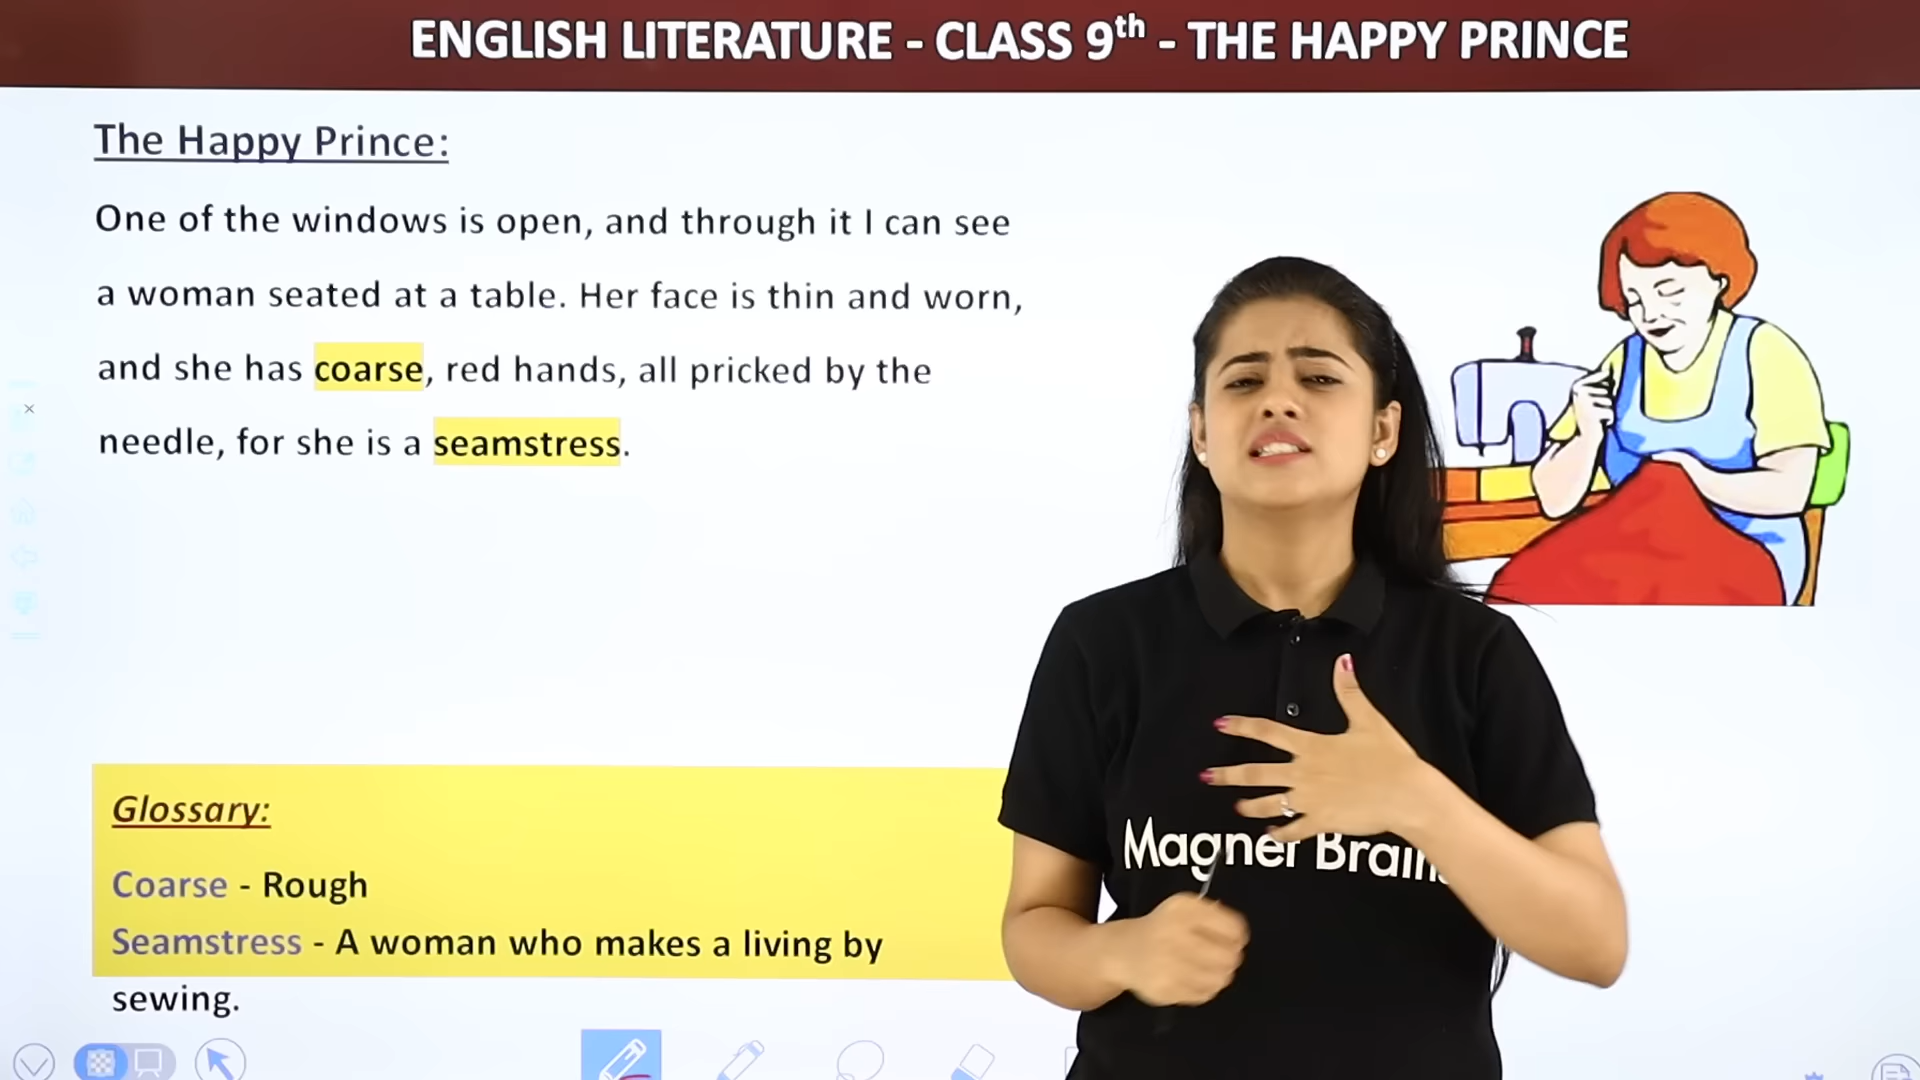 ENGLISH LITERATURE - CLASS 9th - THE HAPPY PRINCE
The Happy Prince:
One of the windows is open, and through it I can see
a woman seated at a table. Her face is thin and worn,
and she has coarse, red hands, all pricked by the
needle, for she is a seamstress.
Glossary:
Coarse - Rough
Seamstress - A woman who makes a living by
sewing.
Magnet Brains